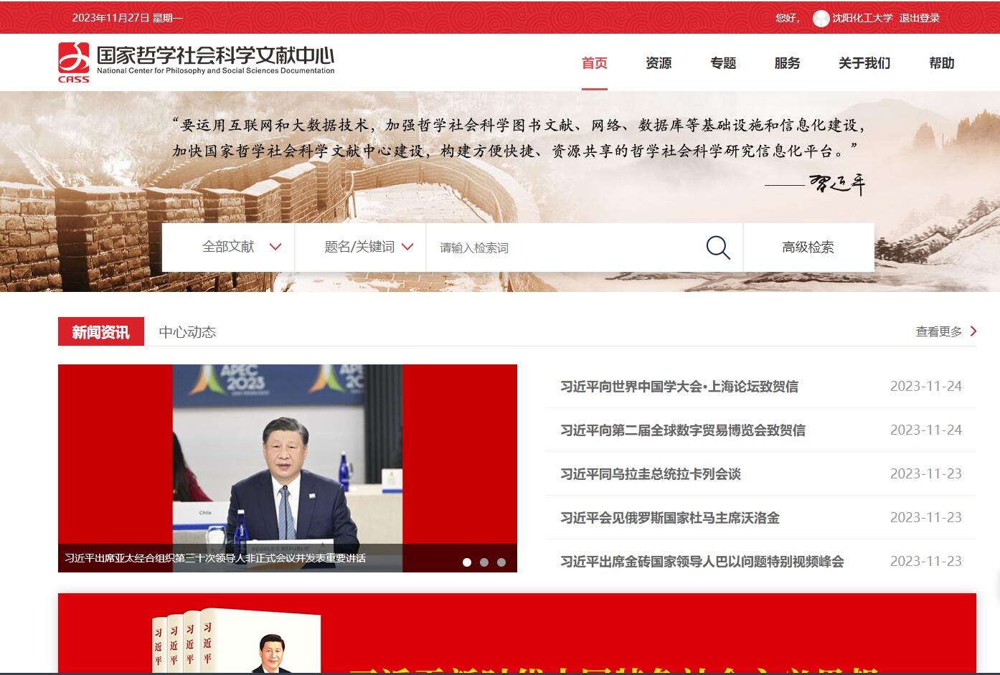 2023年11月27日 星期一
您好， 沈阳化工大学 退出登录
国家哲学社会科学文献中心
National Center for Philosophy and Social Sciences Documentation
CASS
首页 资源 专题 服务 关于我们 帮助
“要运用互联网和大数据技术，加强哲学社会科学图书文献、网络、数据库等基础设施和信息化建设，
加快国家哲学社会科学文献中心建设，构建方便快捷、资源共享的哲学社会科学研究信息化平台。”
——习近平
全部文献 题名/关键词 请输入检索词 高级检索
新闻资讯 中心动态 查看更多
APEC
2023
Chile
PEOPLE'S REPUBLIC
习近平出席亚太经合组织第三十次领导人非正式会议并发表重要讲话
习近平向世界中国学大会·上海论坛致贺信 2023-11-24
习近平向第二届全球数字贸易博览会致贺信 2023-11-24
习近平同乌拉圭总统拉卡列会谈 2023-11-23
习近平会见俄罗斯国家杜马主席沃洛金 2023-11-23
习近平出席金砖国家领导人巴以问题特别视频峰会 2023-11-23
习近平
习近平
习近平
习近平
习近平新时代中国特色社会主义思想